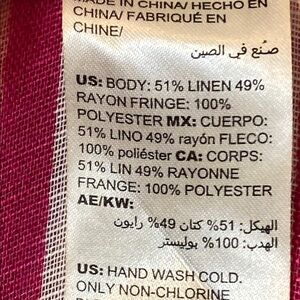 MADE IN CHINA/ HECHO EN
CHINA/ FABRIQUÉ EN
CHINE/
صنع في الصين
US: BODY: 51% LINEN 49%
RAYON FRINGE: 100%
POLYESTER MX: CUERPO:
51% LINO 49% rayón FLECO:
100% poliéster CA: CORPS:
51% LIN 49% RAYONNE
FRANGE: 100% POLYESTER
AE/KW:
الهيكل: 51% كتان 49% رايون
الهدب: 100% بوليستر
US: HAND WASH COLD.
ONLY NON-CHLORINE